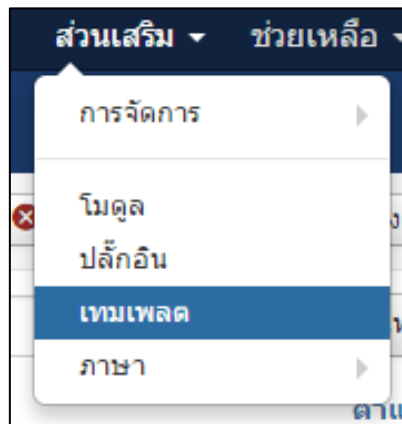 ส่วนเสริม ช่วยเหลือ
การจัดการ
โมดูล
ปลั๊กอิน
เทมเพลต
ภาษา